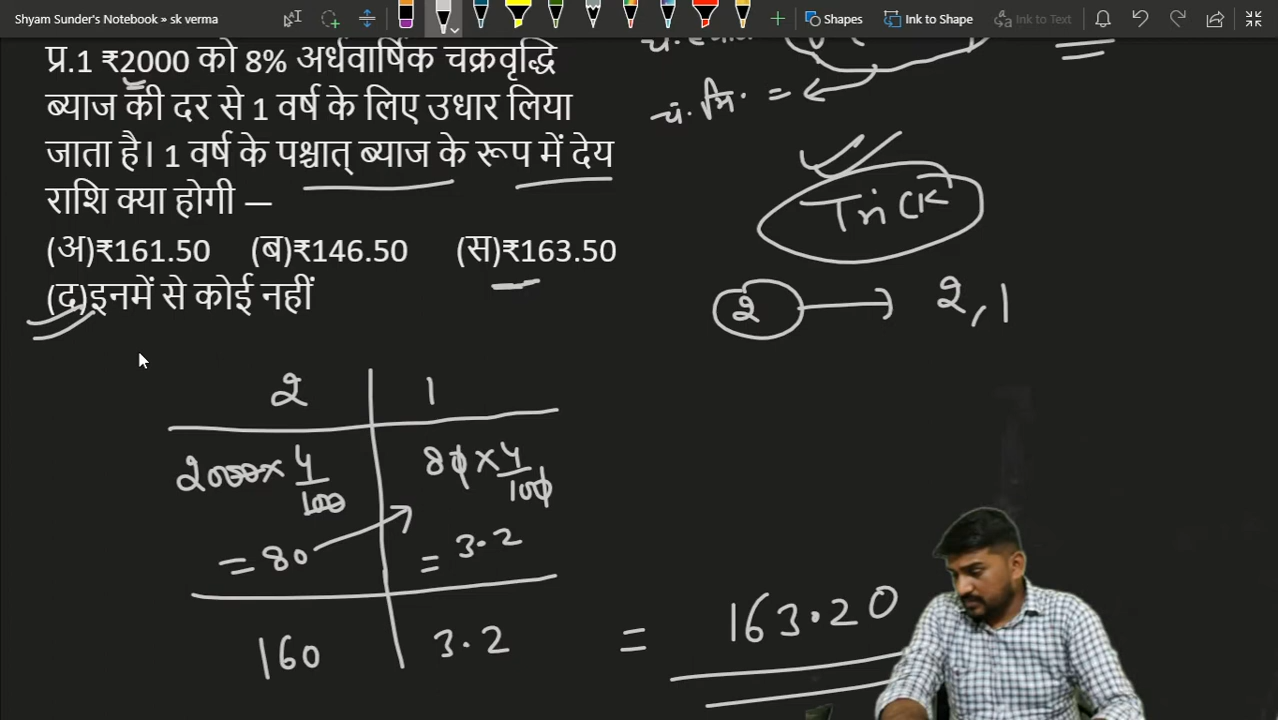 Shyam Sunder's Notebook » sk verma
Shapes
Ink to Shape
Ink to Text
प्र.1 ₹2000 को 8% अर्धवार्षिक चक्रवृद्धि
ब्याज की दर से 1 वर्ष के लिए उधार लिया
जाता है। 1 वर्ष के पश्चात् ब्याज के रूप में देय
राशि क्या होगी —
(अ)₹161.50 (ब)₹146.50 (स)₹163.50
(द)इनमें से कोई नहीं
च. मि. =
Trick
2 → 2, 1
2 | 1
2000 × 4/100 | 80 × 4/100
= 80 | = 3.2
160 | 3.2 = 163.20